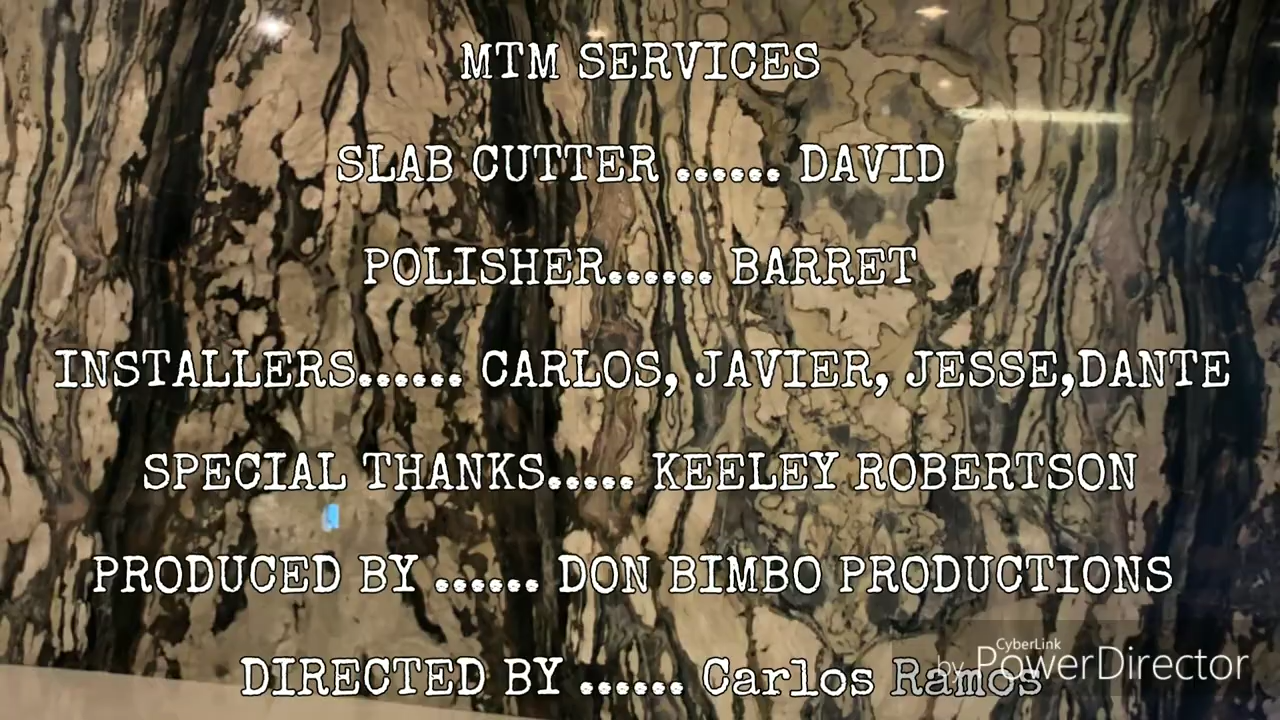 MTM SERVICES
SLAB CUTTER ...... DAVID
POLISHER...... BARRET
INSTALLERS...... CARLOS, JAVIER, JESSE,DANTE
SPECIAL THANKS..... KEELEY ROBERTSON
PRODUCED BY ...... DON BIMBO PRODUCTIONS
DIRECTED BY ...... Carlos Ramos
CyberLink
by PowerDirector